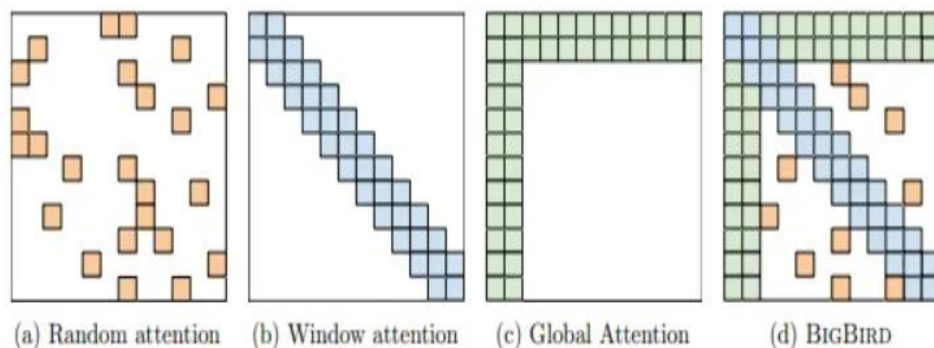 (a) Random attention
(b) Window attention
(c) Global Attention
(d) BIGBIRD